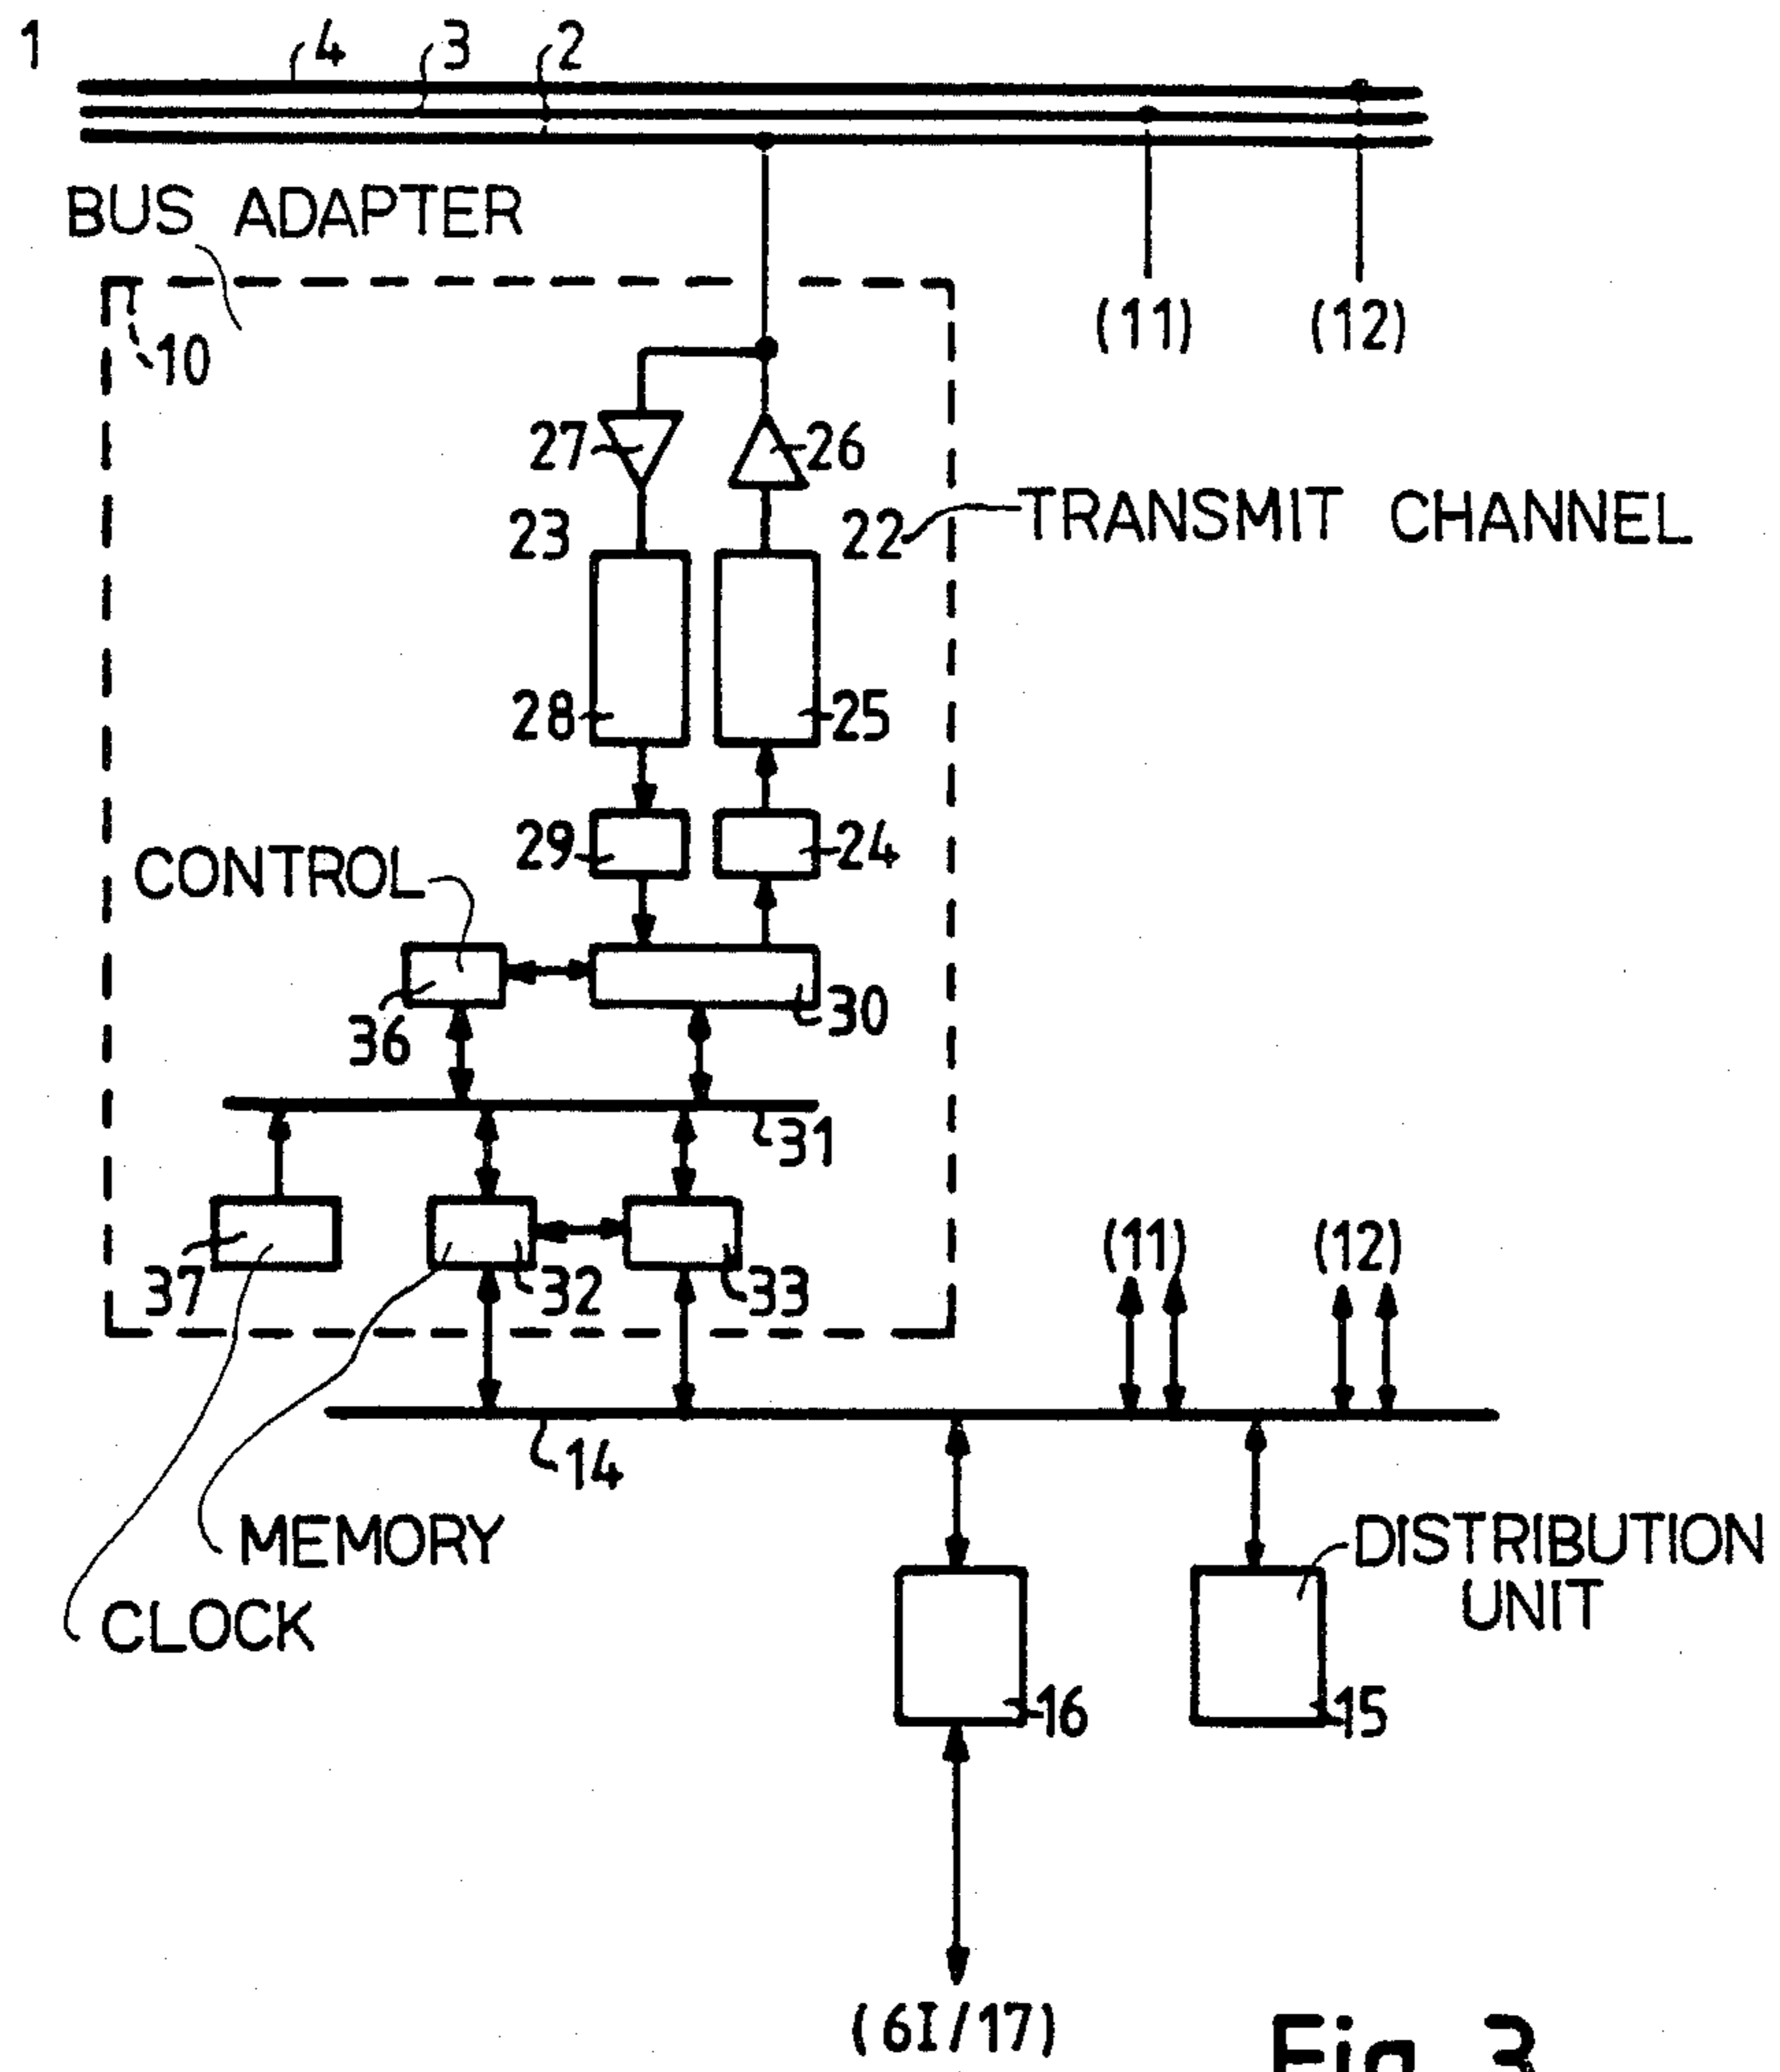 1
4 3 2
BUS ADAPTER
10
(11) (12)
27 26
23 22 TRANSMIT CHANNEL
28 25
29 24
CONTROL
36 30
31
37 32 33
(11) (12)
14
MEMORY
DISTRIBUTION
UNIT
CLOCK
16 15
(6I/17)
Fig. 3